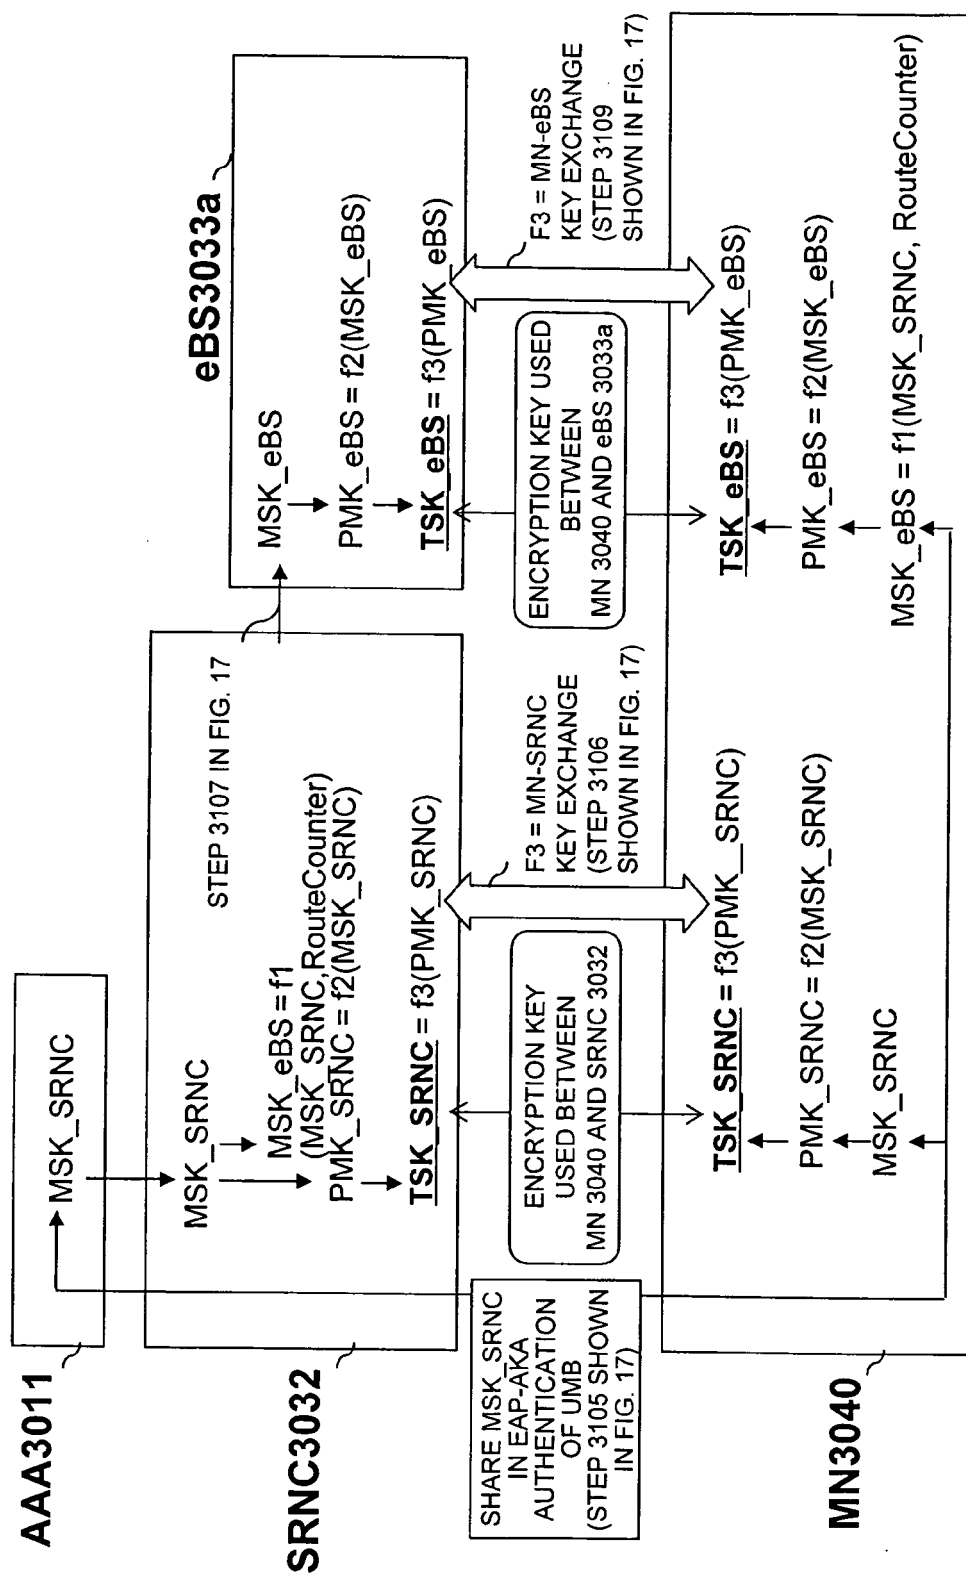 AAA3011
MSK_SRNC
SRNC3032
MSK_SRNC
MSK_eBS = f1
(MSK_SRNC,RouteCounter)
PMK_SRNC = f2(MSK_SRNC)
TSK_SRNC = f3(PMK_SRNC)
STEP 3107 IN FIG. 17
eBS3033a
MSK_eBS
PMK_eBS = f2(MSK_eBS)
TSK_eBS = f3(PMK_eBS)
SHARE MSK_SRNC
IN EAP-AKA
AUTHENTICATION
OF UMB
(STEP 3105 SHOWN
IN FIG. 17)
ENCRYPTION KEY
USED BETWEEN
MN 3040 AND SRNC 3032
F3 = MN-SRNC
KEY EXCHANGE
(STEP 3106
SHOWN IN FIG. 17)
ENCRYPTION KEY USED
BETWEEN
MN 3040 AND eBS 3033a
F3 = MN-eBS
KEY EXCHANGE
(STEP 3109
SHOWN IN FIG. 17)
MN3040
TSK_SRNC = f3(PMK_SRNC)
PMK_SRNC = f2(MSK_SRNC)
MSK_SRNC
TSK_eBS = f3(PMK_eBS)
PMK_eBS = f2(MSK_eBS)
MSK_eBS = f1(MSK_SRNC, RouteCounter)